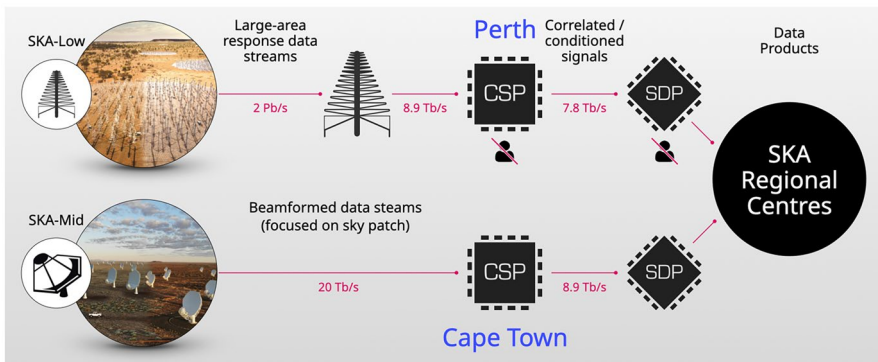 SKA-Low
Large-area
response data
streams
2 Pb/s
8.9 Tb/s
Perth
CSP
Correlated /
conditioned
signals
7.8 Tb/s
SDP
Data
Products
SKA
Regional
Centres
SKA-Mid
Beamformed data streams
(focused on sky patch)
20 Tb/s
CSP
8.9 Tb/s
SDP
Cape Town